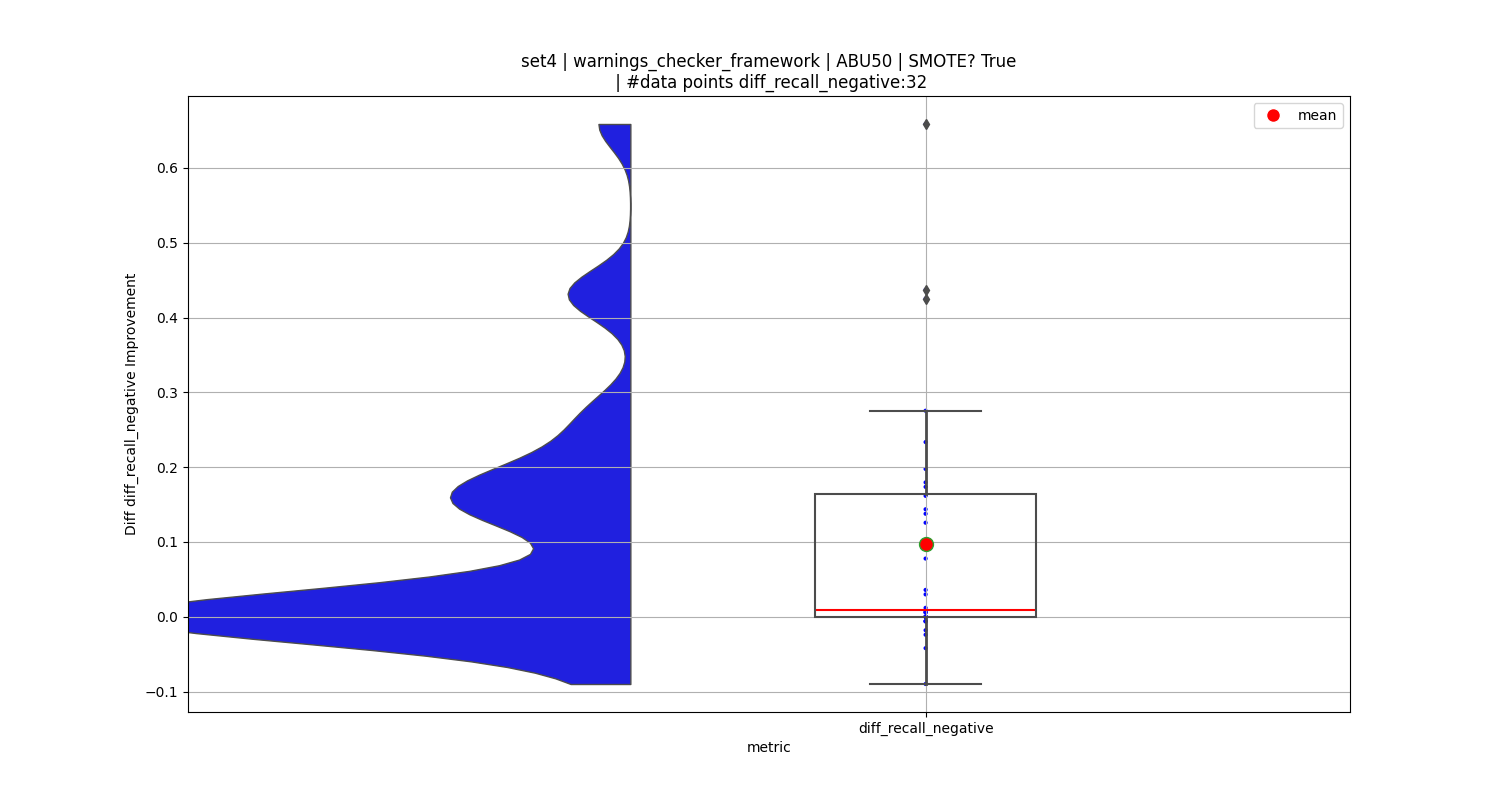 set4 | warnings_checker_framework | ABU50 | SMOTE? True
| #data points diff_recall_negative:32
mean
0.6
0.5
0.4
0.3
0.2
0.1
0.0
−0.1
Diff diff_recall_negative Improvement
diff_recall_negative
metric